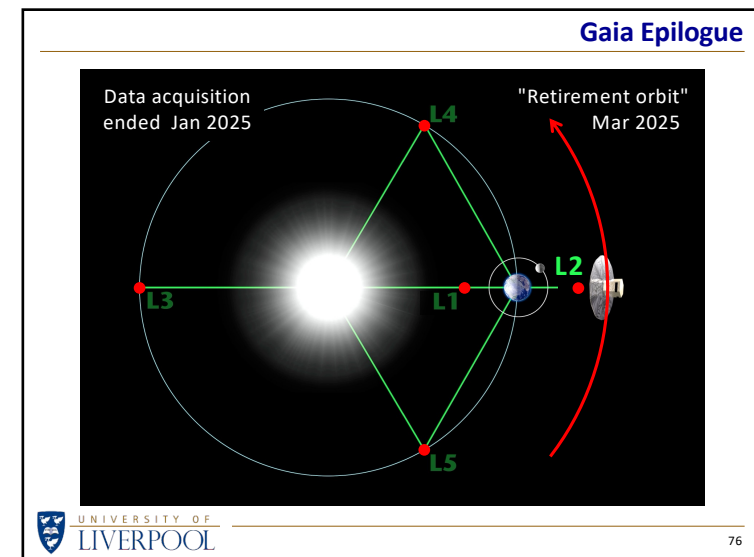 Gaia Epilogue
Data acquisition
ended Jan 2025
"Retirement orbit"
Mar 2025
L4
L3
L1
L2
L5
UNIVERSITY OF
LIVERPOOL
76